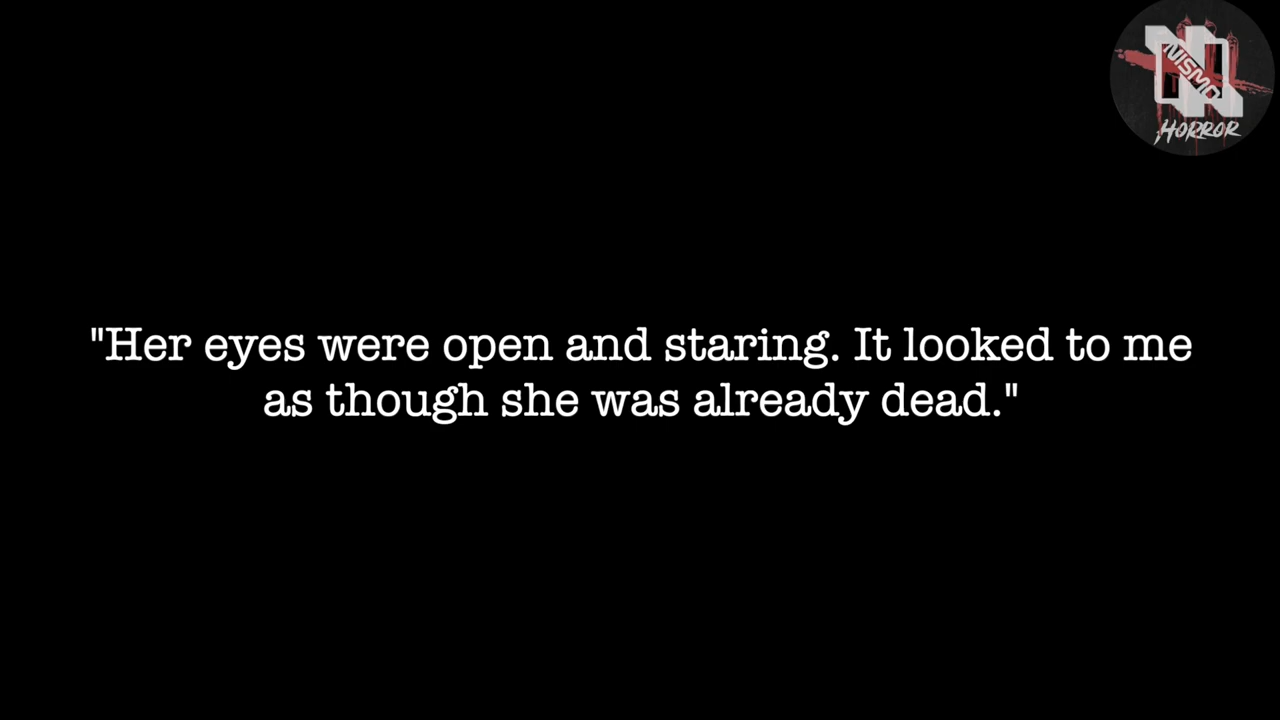 NISMO
HORROR
"Her eyes were open and staring. It looked to me
as though she was already dead."